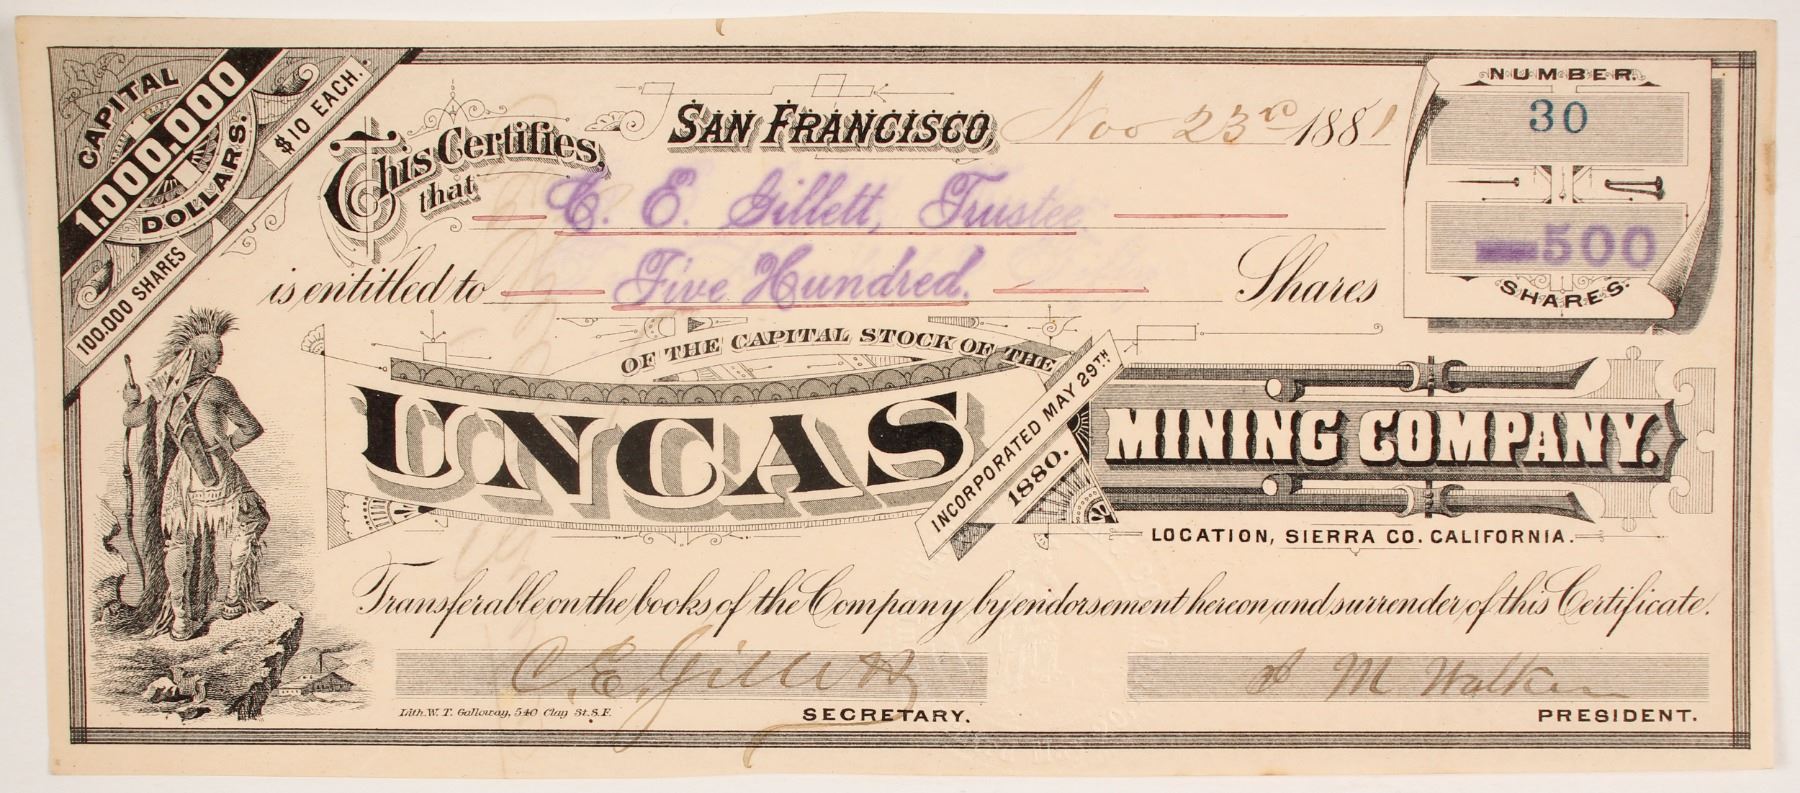 CAPITAL
1.000.000
DOLLARS.
$10 EACH.
100.000 SHARES
SAN FRANCISCO, Nov 23rd 1881
NUMBER.
30
This Certifies,
that C. E. Gillett, Trustee
500
SHARES.
is entitled to Five Hundred. Shares
OF THE CAPITAL STOCK OF THE
UNCAS
INCORPORATED MAY 29TH
1880.
MINING COMPANY.
LOCATION, SIERRA CO. CALIFORNIA.
Transferable on the books of the Company by endorsement hereon and surrender of this Certificate.
C. E. Gillett
M Walker
Lith. W. T. Galloway, 540 Clay St. S.F.
SECRETARY.
PRESIDENT.